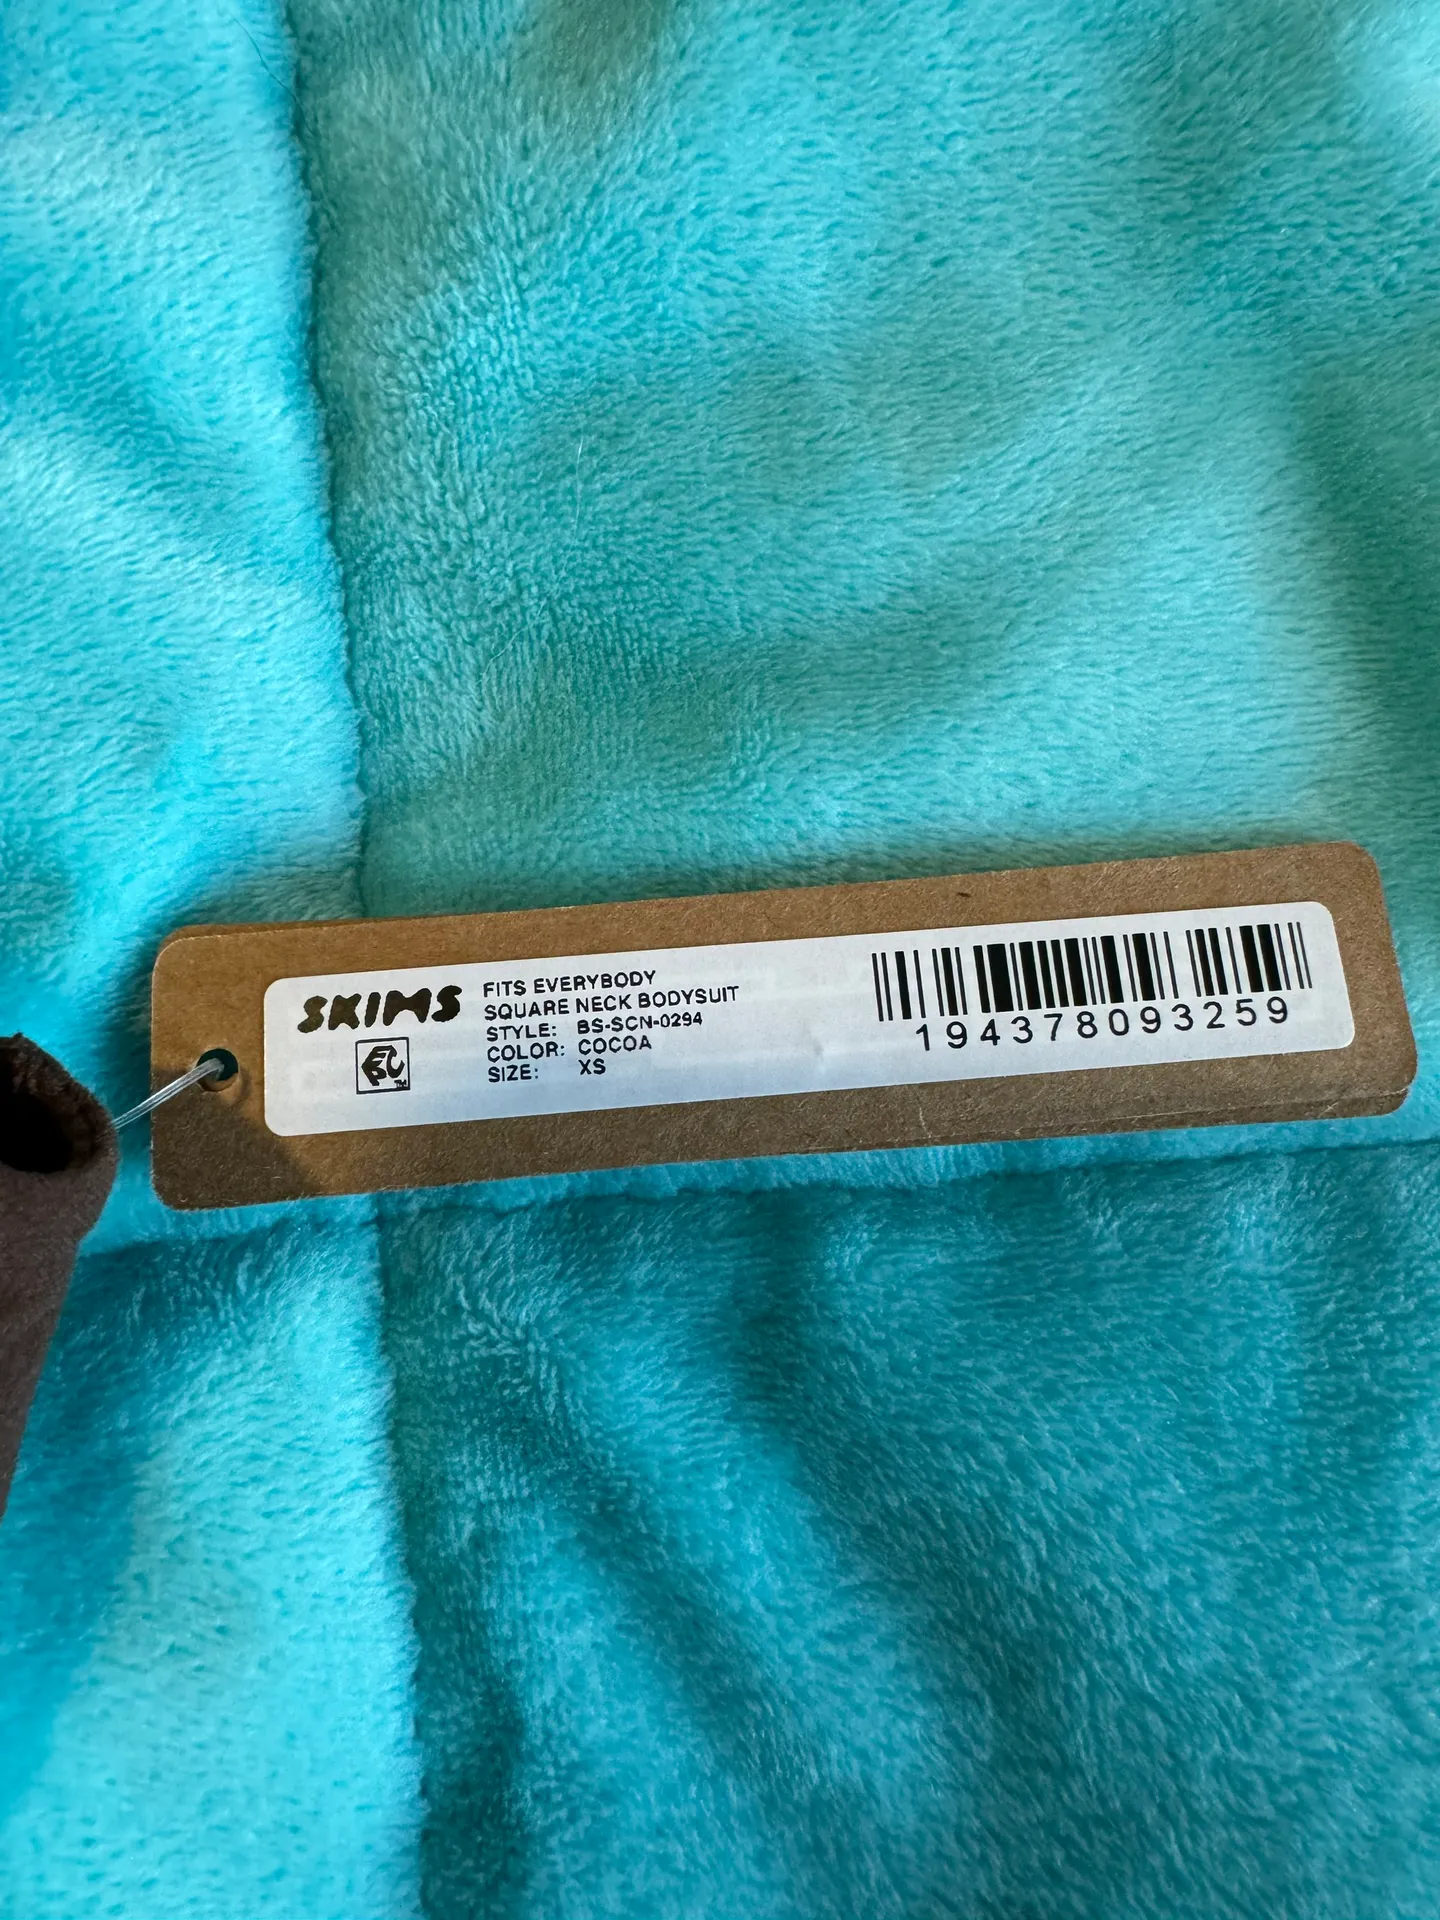 SKIMS
FITS EVERYBODY
SQUARE NECK BODYSUIT
STYLE: BS-SCN-0294
COLOR: COCOA
SIZE: XS
194378093259